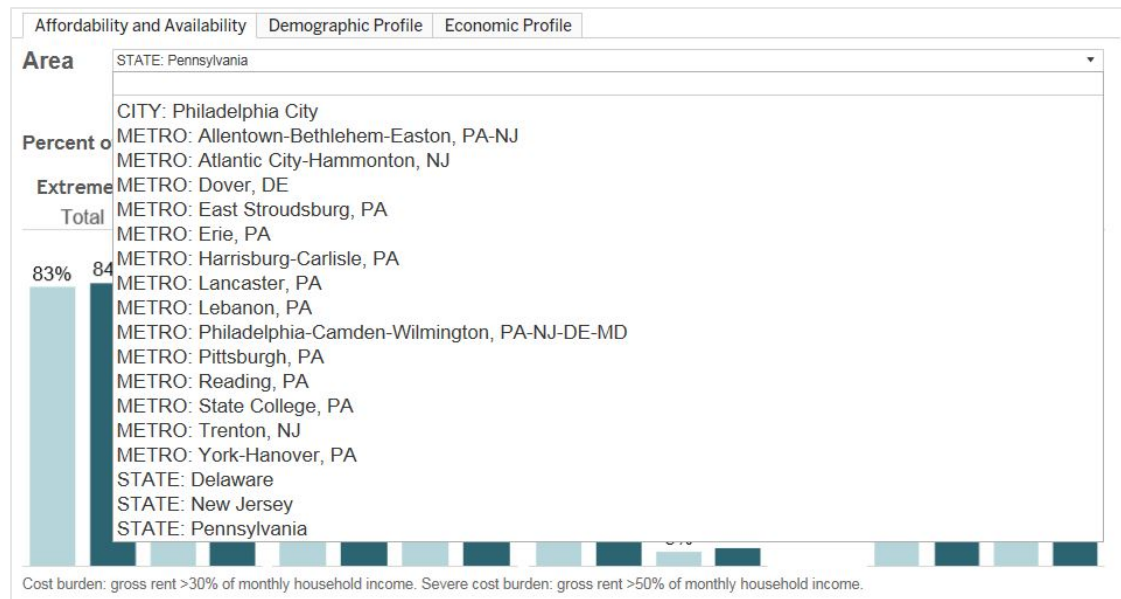 Affordability and Availability Demographic Profile Economic Profile
Area STATE: Pennsylvania
CITY: Philadelphia City
Percent o METRO: Allentown-Bethlehem-Easton, PA-NJ
METRO: Atlantic City-Hammonton, NJ
Extreme METRO: Dover, DE
Total METRO: East Stroudsburg, PA
METRO: Erie, PA
83% 84 METRO: Harrisburg-Carlisle, PA
METRO: Lancaster, PA
METRO: Lebanon, PA
METRO: Philadelphia-Camden-Wilmington, PA-NJ-DE-MD
METRO: Pittsburgh, PA
METRO: Reading, PA
METRO: State College, PA
METRO: Trenton, NJ
METRO: York-Hanover, PA
STATE: Delaware
STATE: New Jersey
STATE: Pennsylvania
Cost burden: gross rent >30% of monthly household income. Severe cost burden: gross rent >50% of monthly household income.